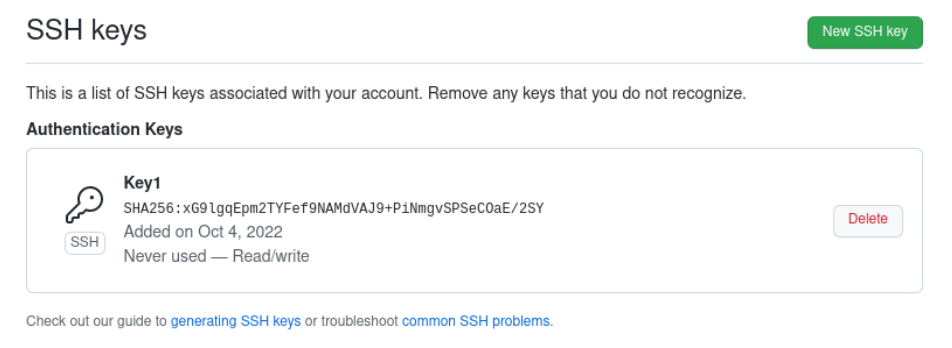 SSH keys
New SSH key
This is a list of SSH keys associated with your account. Remove any keys that you do not recognize.
Authentication Keys
Key1
SHA256:xG9lgqEpm2TYFef9NAMdVAJ9+PiNmgvSPSeCOaE/2SY
Added on Oct 4, 2022
Never used — Read/write
SSH
Delete
Check out our guide to generating SSH keys or troubleshoot common SSH problems.